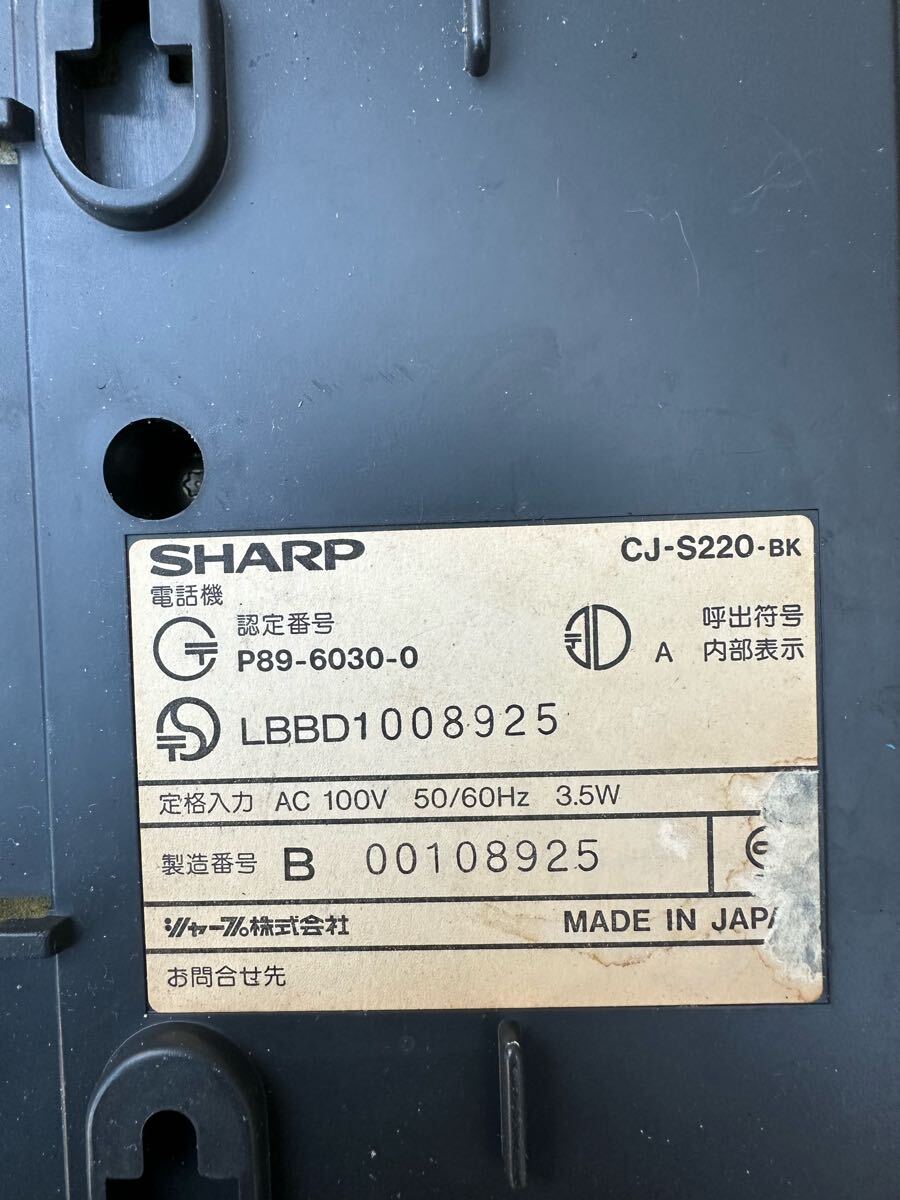 SHARP CJ-S220-BK
電話機
認定番号 呼出符号
P89-6030-0 A 内部表示
LBBD1008925
定格入力 AC 100V 50/60Hz 3.5W
製造番号 B 00108925
シャープ株式会社 MADE IN JAPA
お問合せ先